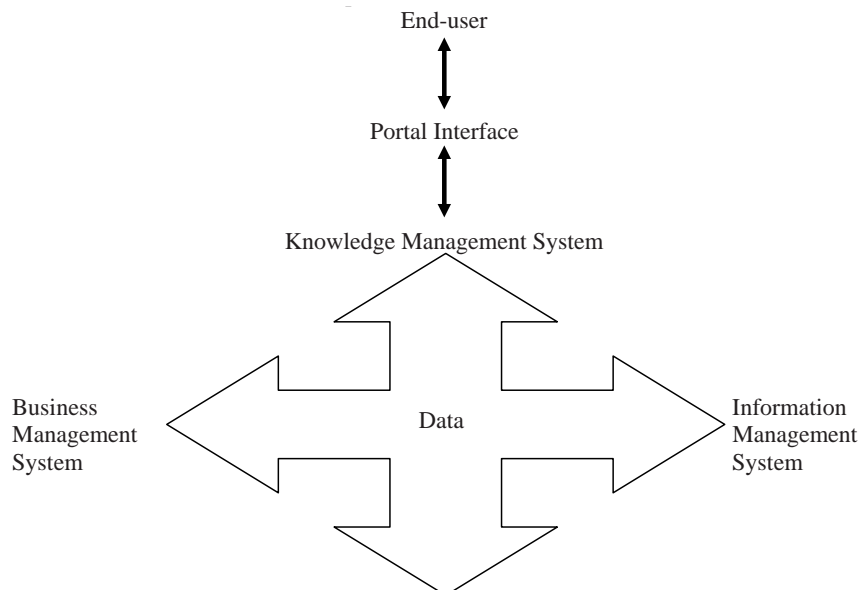 End-user
Portal Interface
Knowledge Management System
Business
Management
System
Data
Information
Management
System